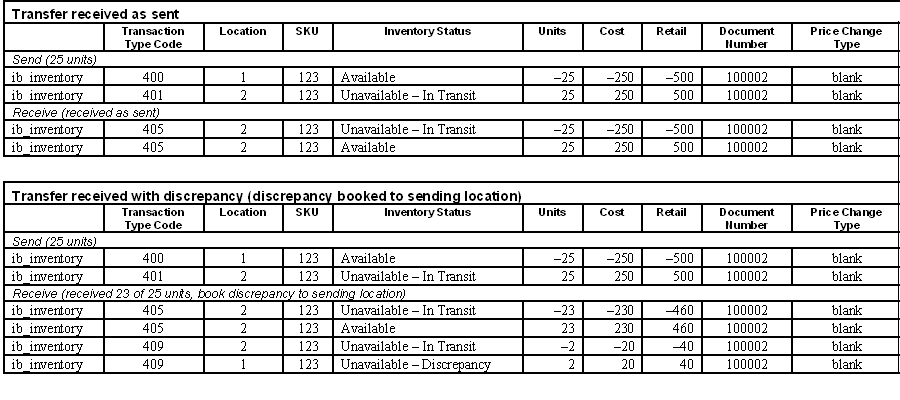 Transfer received as sent
Transaction Type Code Location SKU Inventory Status Units Cost Retail Document Number Price Change Type
Send (25 units)
ib_inventory 400 1 123 Available –25 –250 –500 100002 blank
ib_inventory 401 2 123 Unavailable – In Transit 25 250 500 100002 blank
Receive (received as sent)
ib_inventory 405 2 123 Unavailable – In Transit –25 –250 –500 100002 blank
ib_inventory 405 2 123 Available 25 250 500 100002 blank
Transfer received with discrepancy (discrepancy booked to sending location)
Transaction Type Code Location SKU Inventory Status Units Cost Retail Document Number Price Change Type
Send (25 units)
ib_inventory 400 1 123 Available –25 –250 –500 100002 blank
ib_inventory 401 2 123 Unavailable – In Transit 25 250 500 100002 blank
Receive (received 23 of 25 units, book discrepancy to sending location)
ib_inventory 405 2 123 Unavailable – In Transit –23 –230 –460 100002 blank
ib_inventory 405 2 123 Available 23 230 460 100002 blank
ib_inventory 409 2 123 Unavailable – In Transit –2 –20 –40 100002 blank
ib_inventory 409 1 123 Unavailable – Discrepancy 2 20 40 100002 blank